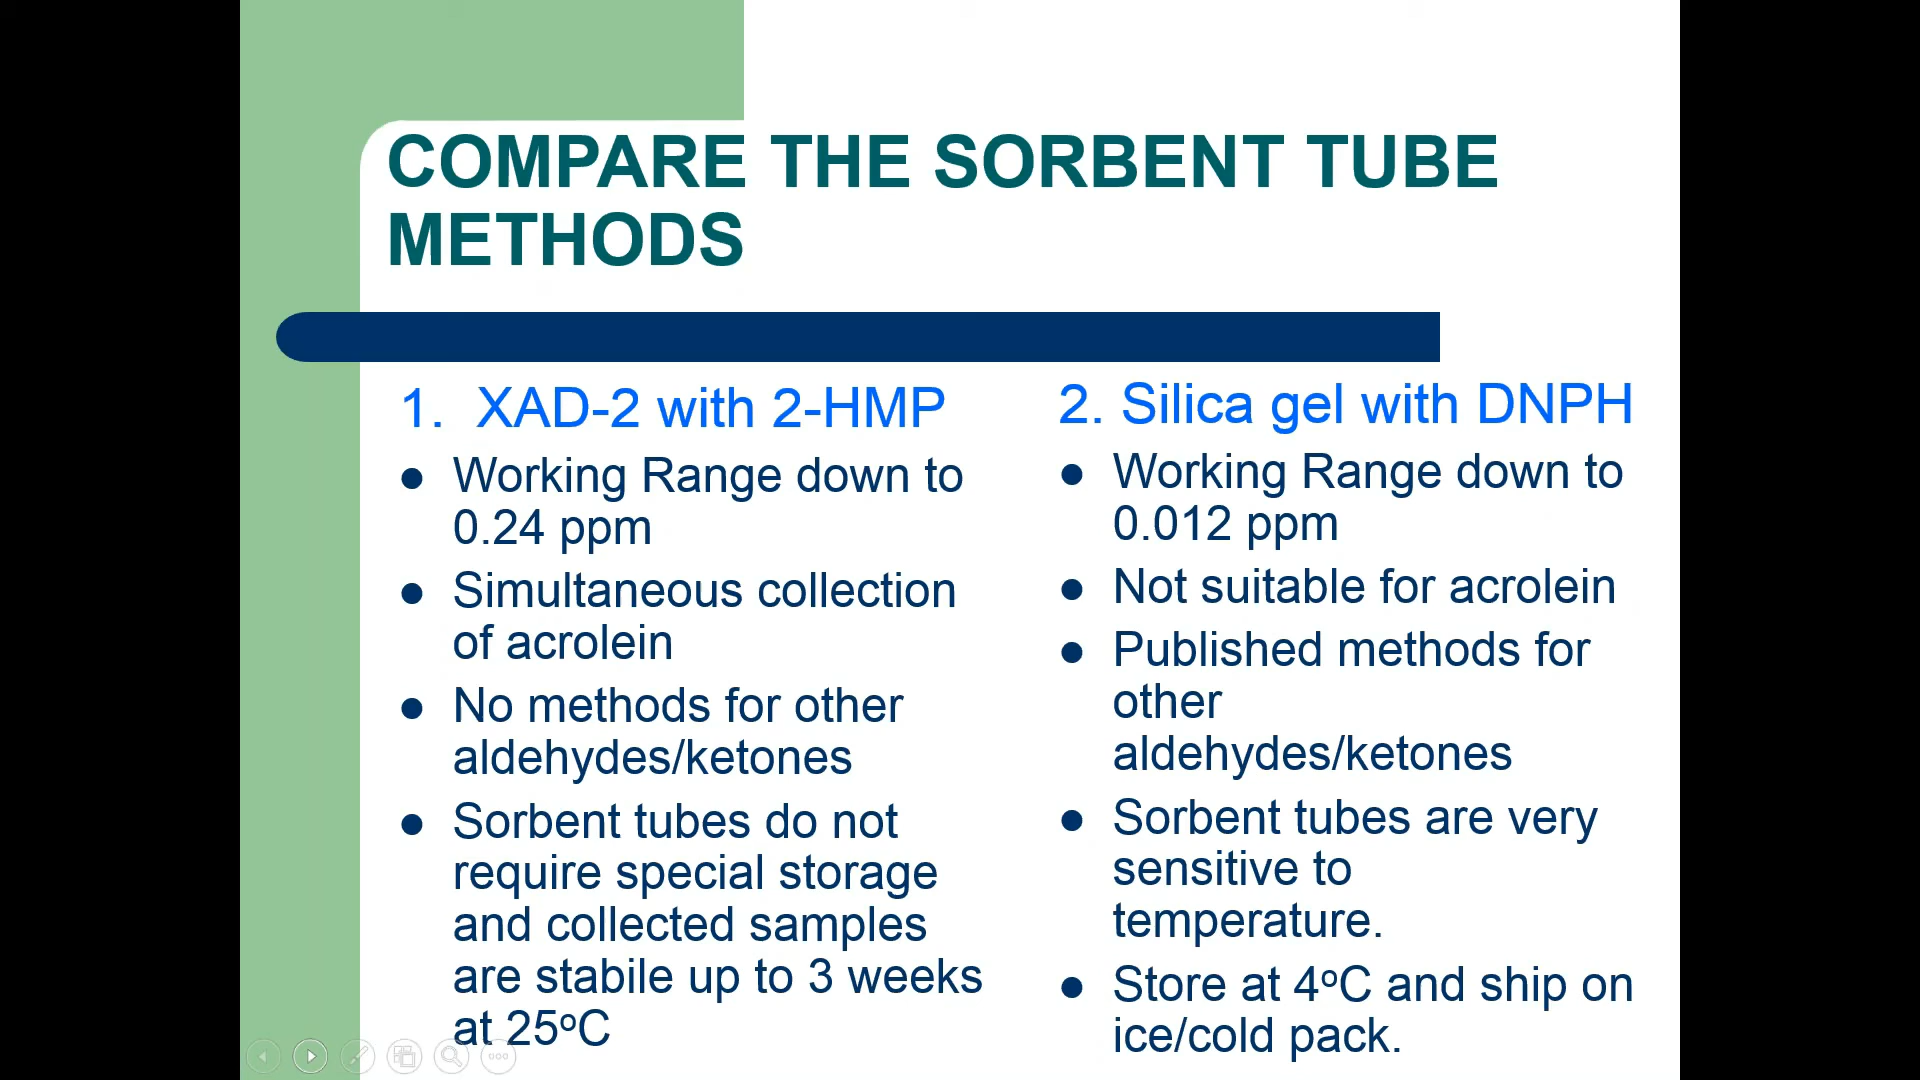 COMPARE THE SORBENT TUBE
METHODS
1. XAD-2 with 2-HMP
● Working Range down to
0.24 ppm
● Simultaneous collection
of acrolein
● No methods for other
aldehydes/ketones
● Sorbent tubes do not
require special storage
and collected samples
are stabile up to 3 weeks
at 25ºC
2. Silica gel with DNPH
● Working Range down to
0.012 ppm
● Not suitable for acrolein
● Published methods for
other
aldehydes/ketones
● Sorbent tubes are very
sensitive to
temperature.
● Store at 4ºC and ship on
ice/cold pack.